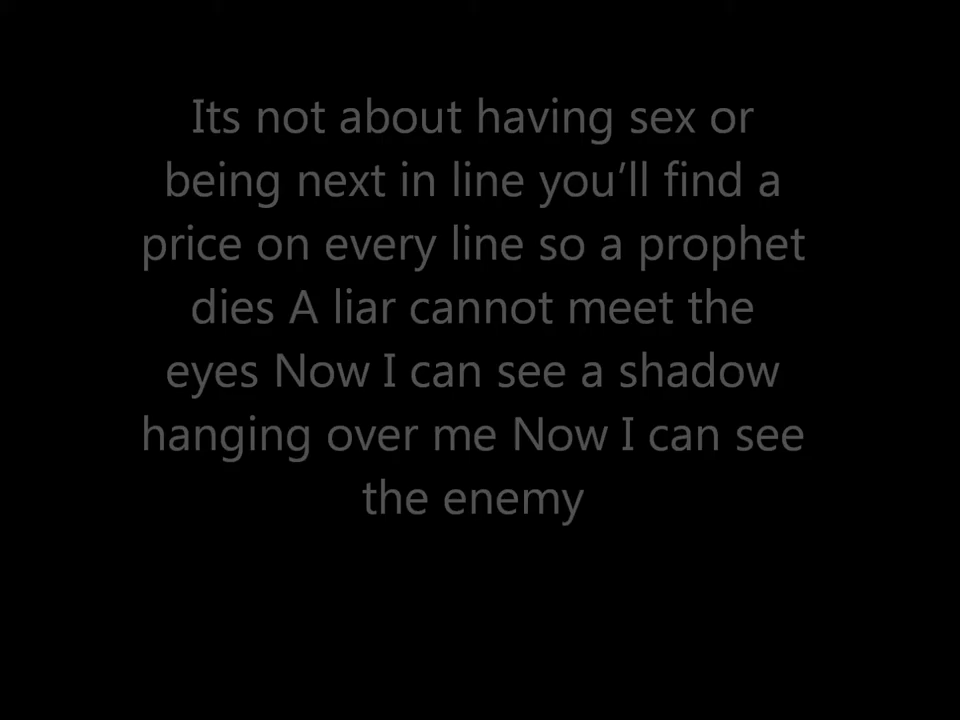 Its not about having sex or
being next in line you’ll find a
price on every line so a prophet
dies A liar cannot meet the
eyes Now I can see a shadow
hanging over me Now I can see
the enemy